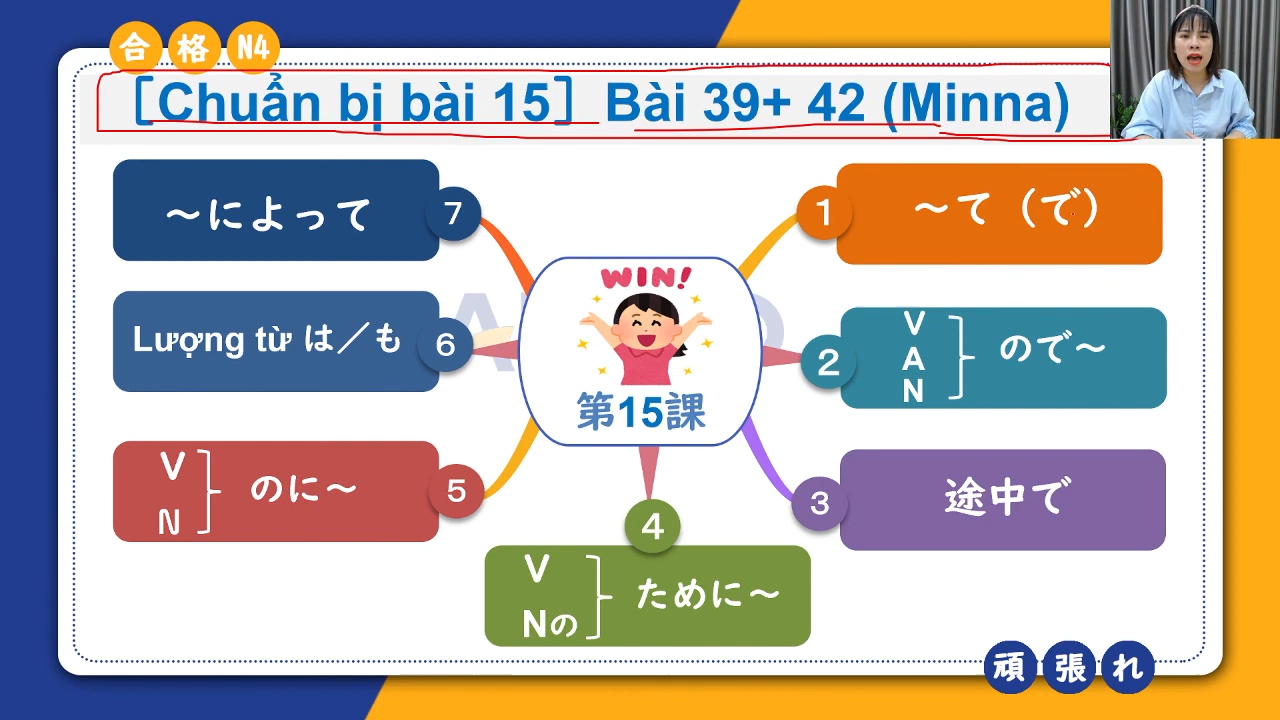 合格N4
[Chuẩn bị bài 15] Bài 39+ 42 (Minna)
～によって 7
1 ～て（で）
Lượng từ は／も 6
2 V A N ので～
WIN!
第15課
V N のに～ 5
3 途中で
4
V Nの ために～
頑張れ